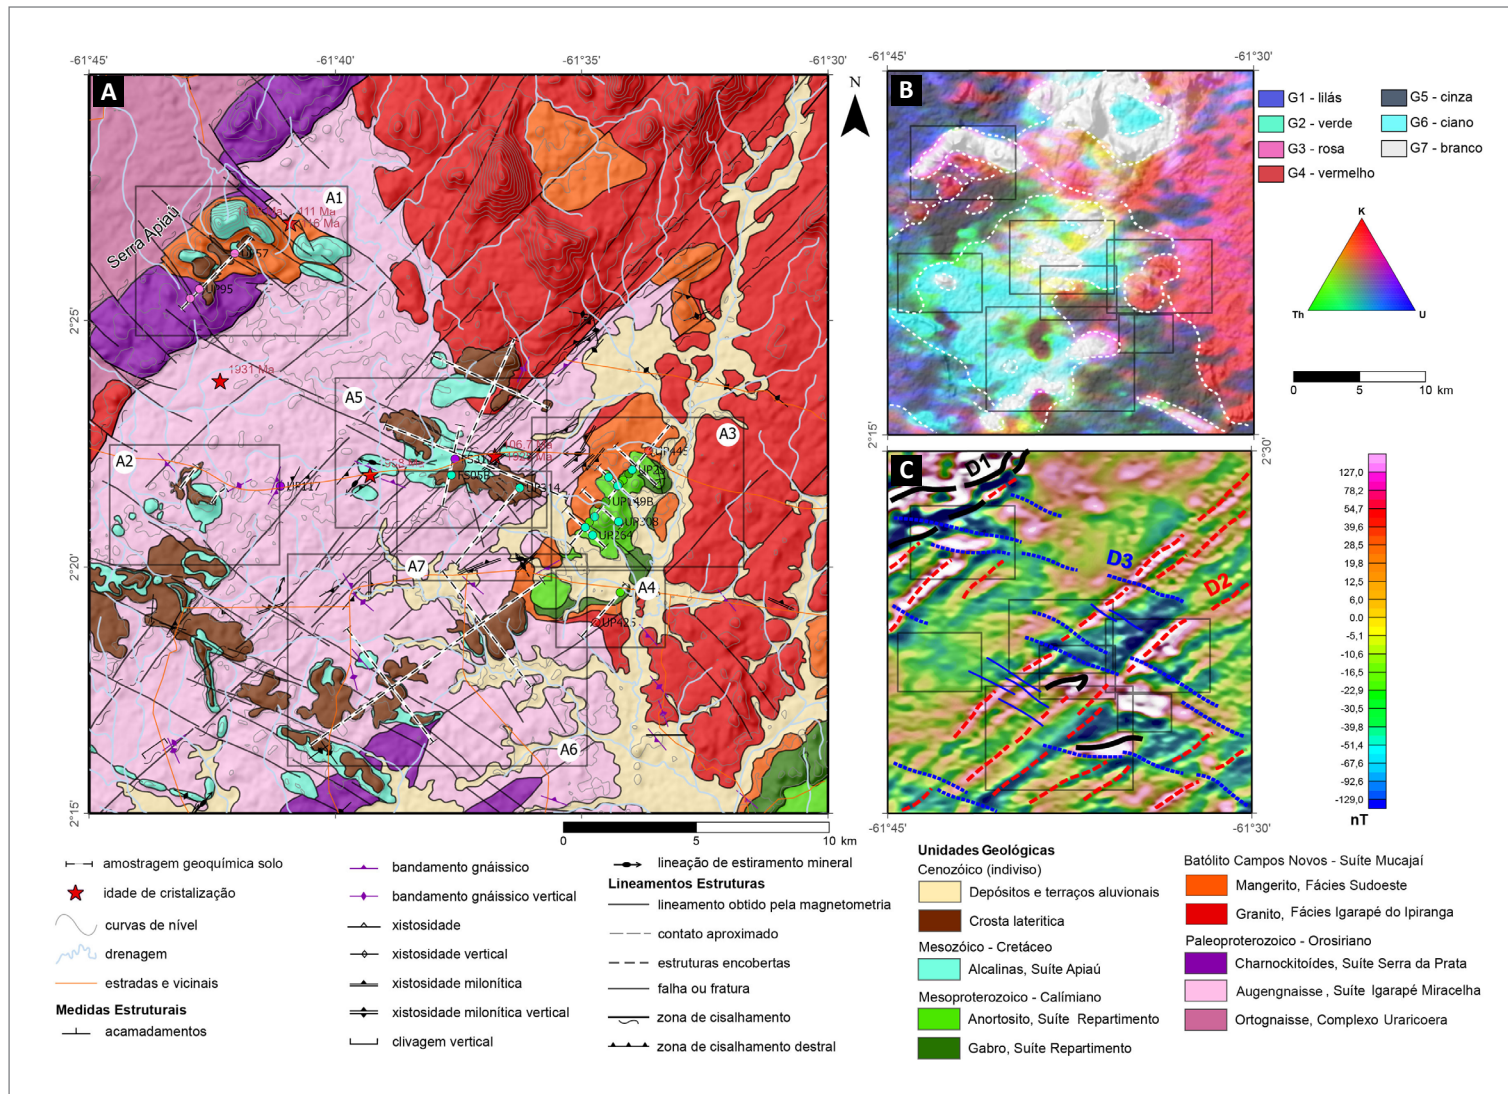 -61°45'
-61°40'
-61°35'
-61°30'
A
N
A1
Serra Apiaú
411 Ma
UP57
UP95
2°25'
1931 Ma
A5
A2
A3
UP117
106.7 Ma
UP445
UP314
UP25
UP149B
UP308
UP264
2°20'
A7
A4
UP425
A6
2°15'
0
5
10
km
-61°45'
-61°30'
B
2°15'
2°30'
G1 - lilás
G2 - verde
G3 - rosa
G4 - vermelho
G5 - cinza
G6 - ciano
G7 - branco
K
Th
U
0
5
10
km
C
D1
D3
D2
-61°45'
-61°30'
127,0
78,2
54,7
39,6
28,5
19,8
12,5
6,0
0.0
-5,1
-10,7
-16,5
-22,9
-30,5
-39,8
-51,4
-67,2
-92,6
-129,0
nT
amostragem geoquímica solo
idade de cristalização
curvas de nível
drenagem
estradas e vicinais
Medidas Estruturais
acamadamentos
bandamento gnáissico
bandamento gnáissico vertical
xistosidade
xistosidade vertical
xistosidade milonítica
xistosidade milonítica vertical
clivagem vertical
lineação de estiramento mineral
Lineamentos Estruturas
lineamento obtido pela magnetometria
contato aproximado
estruturas encobertas
falha ou fratura
zona de cisalhamento
zona de cisalhamento destral
Unidades Geológicas
Cenozóico (indiviso)
Depósitos e terraços aluvionais
Crosta lateritica
Mesozóico - Cretáceo
Alcalinas, Suíte Apiaú
Mesoproterozoico - Calímiano
Anortosito, Suíte Repartimento
Gabro, Suíte Repartimento
Batólito Campos Novos - Suíte Mucajaí
Mangerito, Fácies Sudoeste
Granito, Fácies Igarapé do Ipiranga
Paleoproterozoico - Orosiriano
Charnockitoídes, Suíte Serra da Prata
Augengnaisse, Suíte Igarapé Miracelha
Ortognaisse, Complexo Uraricoera